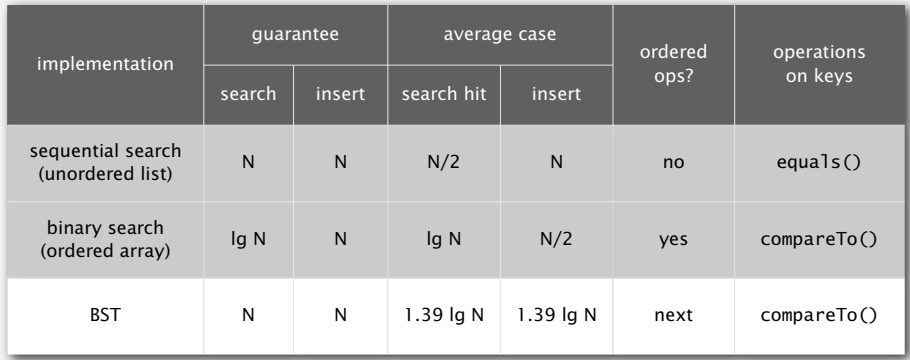 implementation guarantee average case ordered ops? operations on keys
search insert search hit insert
sequential search (unordered list) N N N/2 N no equals()
binary search (ordered array) lg N N lg N N/2 yes compareTo()
BST N N 1.39 lg N 1.39 lg N next compareTo()